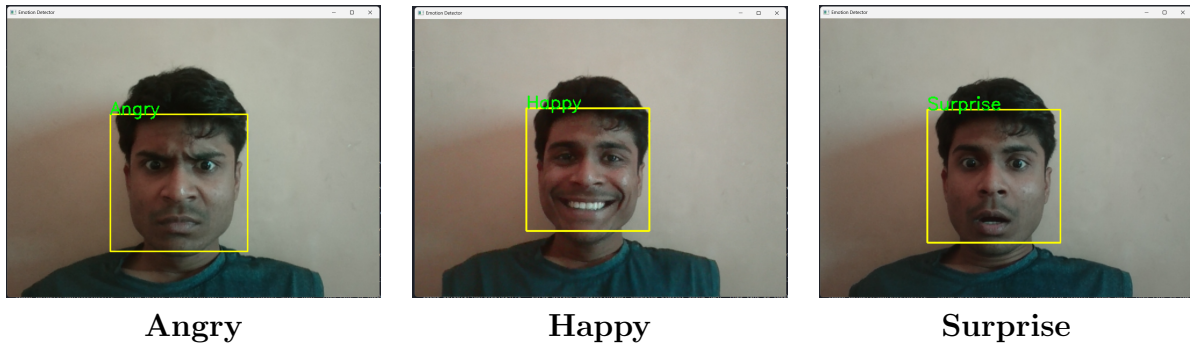 Emotion Detector
Emotion Detector
Emotion Detector
Angry
Happy
Surprise
Angry
Happy
Surprise